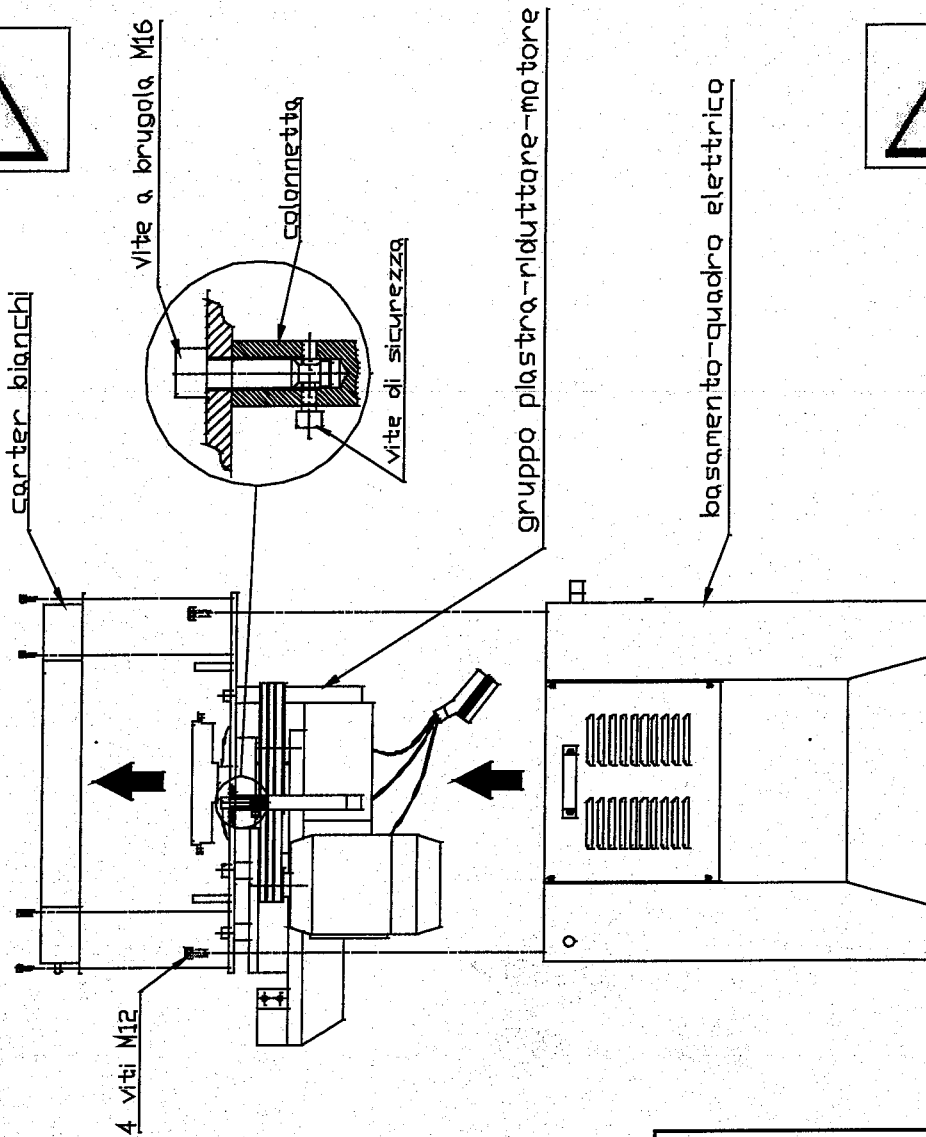 carter bianchi
4 viti M12
vite a brugola M16
colonnetta
vite di sicurezza
gruppo piastra-riduttore-motore
basamento-quadro elettrico